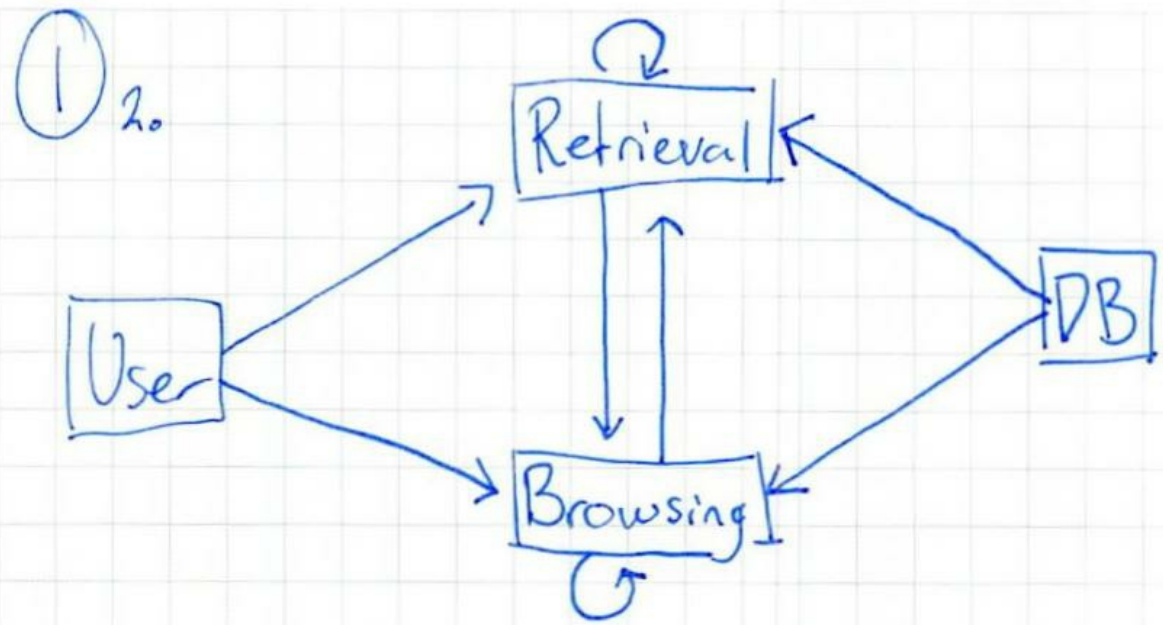 1 2.
Retrieval
User
DB
Browsing